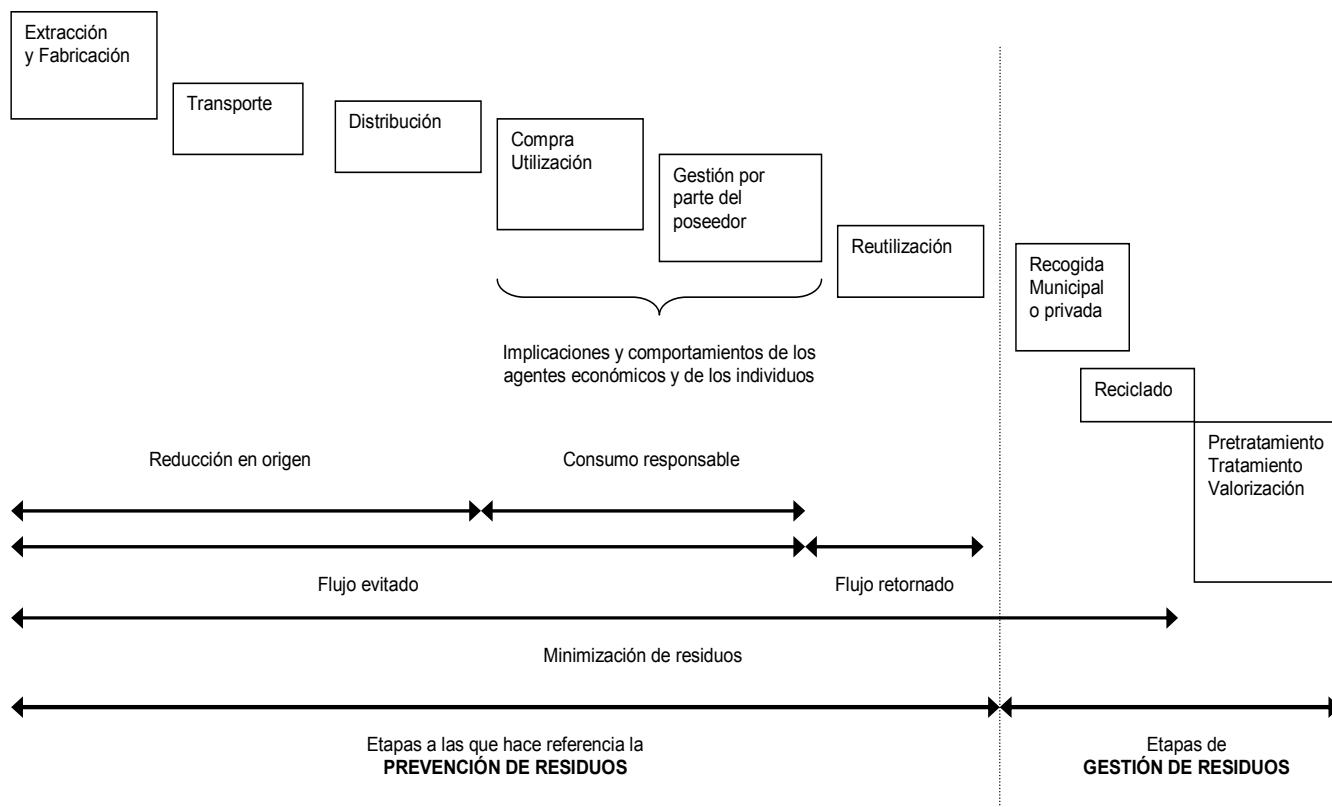 Extracción
y Fabricación
Transporte
Distribución
Compra
Utilización
Gestión por
parte del
poseedor
Reutilización
Recogida
Municipal
o privada
Reciclado
Pretratamiento
Tratamiento
Valorización
Implicaciones y comportamientos de los
agentes económicos y de los individuos
Reducción en origen
Consumo responsable
Flujo evitado
Flujo retornado
Minimización de residuos
Etapas a las que hace referencia la
PREVENCIÓN DE RESIDUOS
Etapas de
GESTIÓN DE RESIDUOS